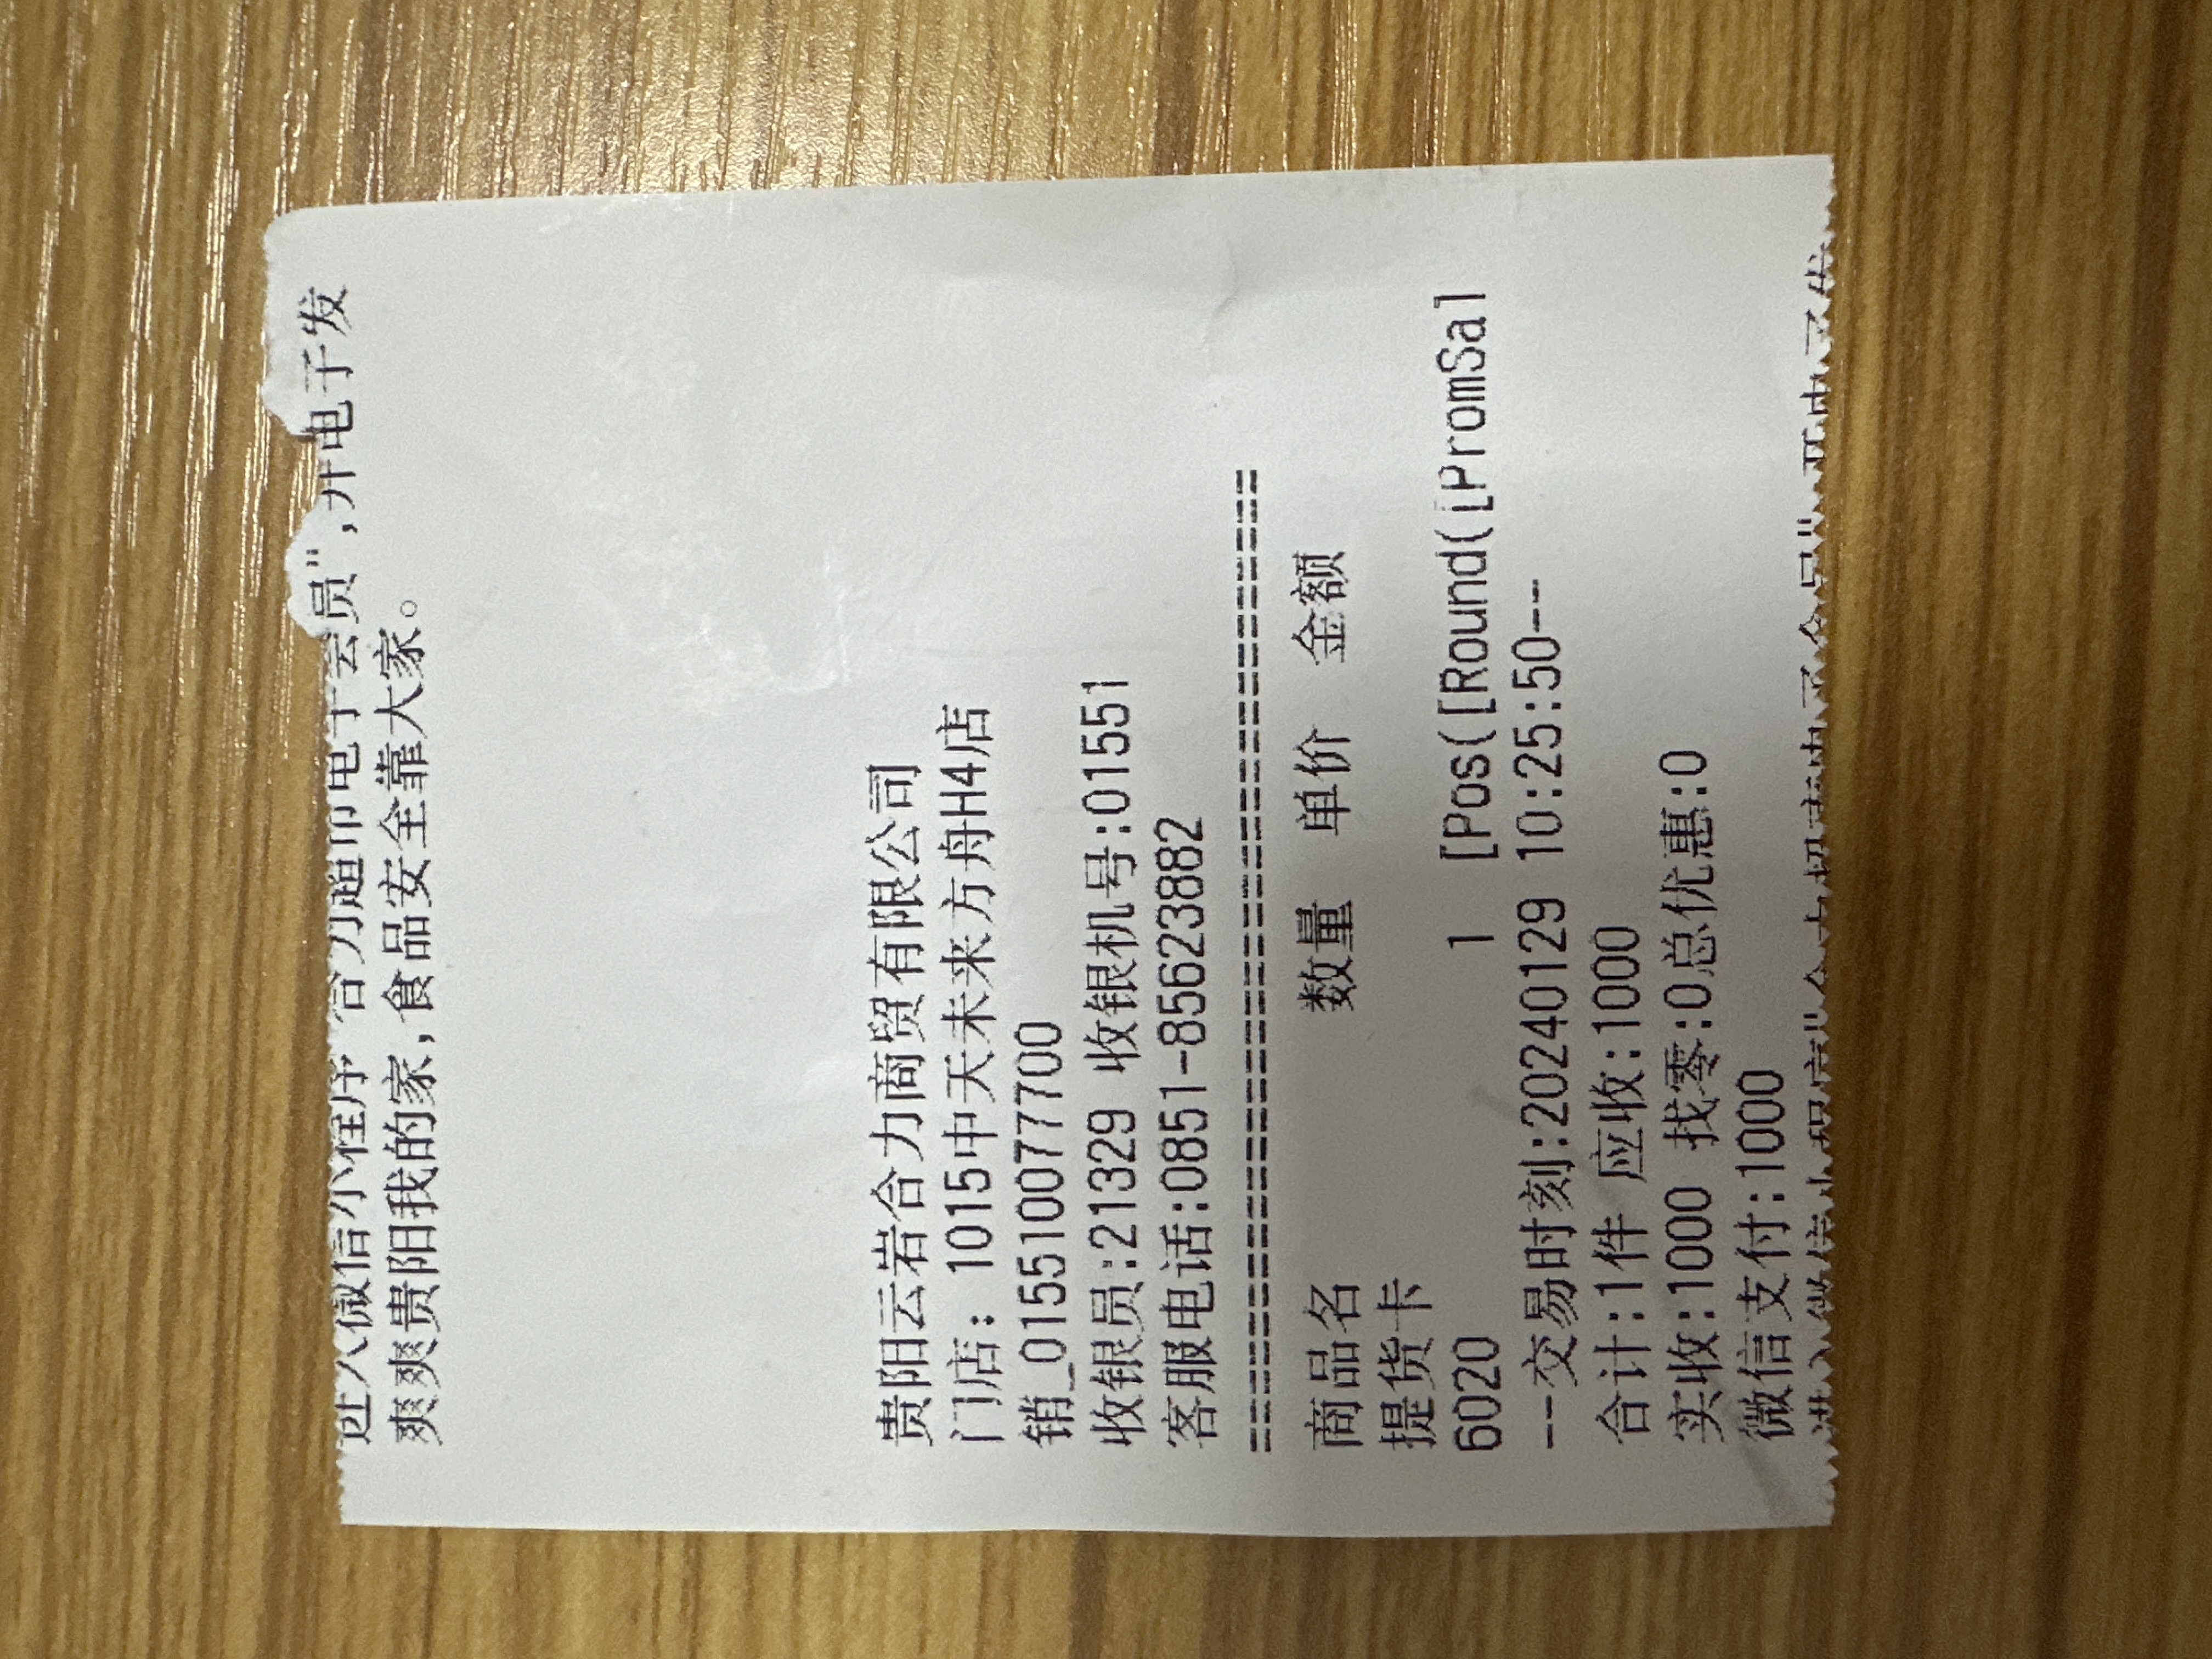 进入微信小程序"合力超市电子会员",开电子发
爽爽贵阳我的家,食品安全靠大家。
贵阳云岩合力商贸有限公司
门店: 1015中天未来方舟H4店
销_015510077700
收银员:21329 收银机号:01551
客服电话:0851-85623882
==========================================
商品名 数量 单价 金额
提货卡
6020 1 [Pos([Round([PromSal
--交易时刻:20240129 10:25:50---
合计:1件 应收:1000
实收:1000 找零:0总优惠:0
微信支付:1000